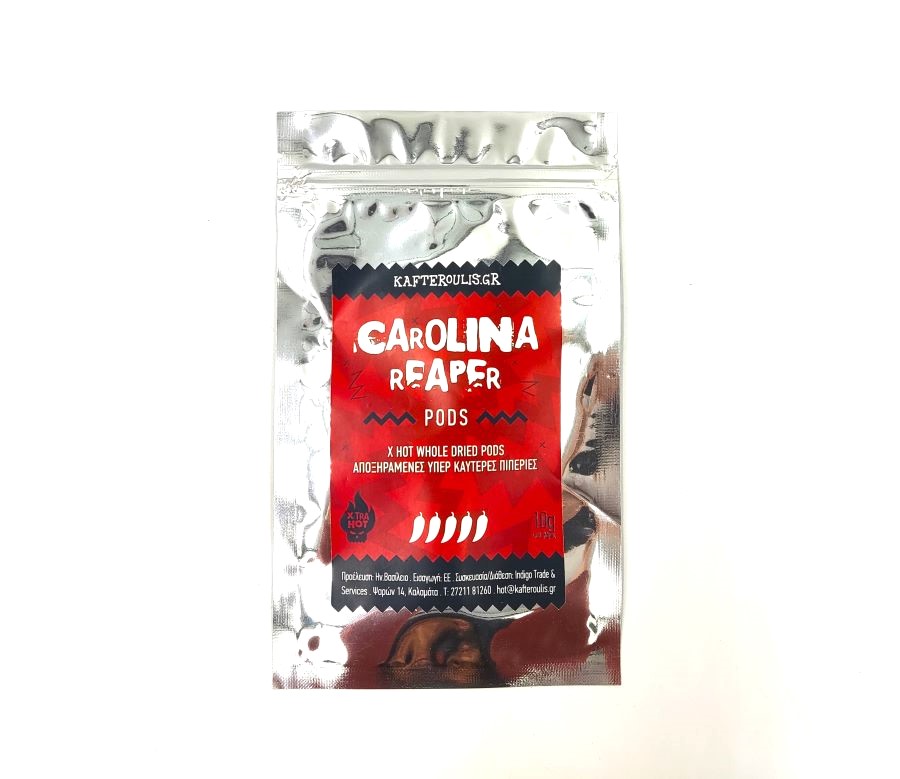 KAFTEROULIS.GR
CAROLINA
REAPER
PODS
X HOT WHOLE DRIED PODS
ΑΠΟΞΗΡΑΜΕΝΕΣ ΥΠΕΡ ΚΑΥΤΕΡΕΣ ΠΙΠΕΡΙΕΣ
X TRA
HOT
10g
Προέλευση: Ην.Βασίλειο . Εισαγωγή: ΕΕ . Συσκευασία/Διάθεση: Indigo Trade &
Services . Ψαρών 14, Καλαμάτα . Τ: 27211 81260 . hot@kafteroulis.gr